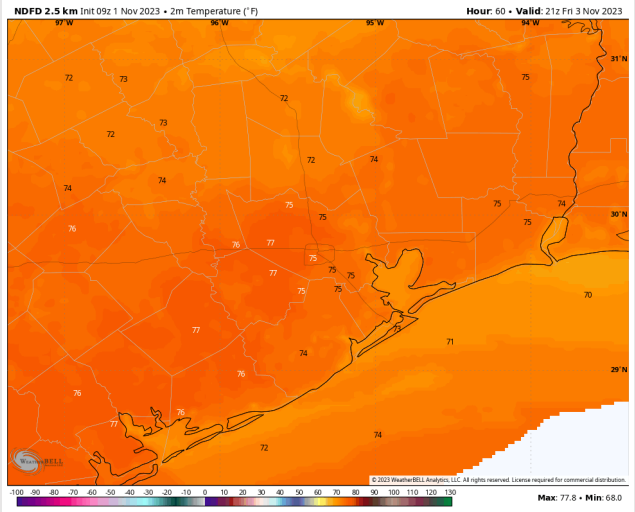 NDFD 2.5 km Init 09z 1 Nov 2023 • 2m Temperature (°F)
Hour: 60 • Valid: 21z Fri 3 Nov 2023
97°W 96°W 95°W 94°W
31°N
72 73 75
72
73
72
72 74
74 74
75 75 74
75 75
30°N
76
76 77
75
77 75 75
75 75
70
77 73
71
74
29°N
76
76
76
77
72 74
WEATHERBELL
© 2023 WeatherBELL Analytics, LLC. All rights reserved. License required for commercial distribution.
-100 -90 -80 -70 -60 -50 -40 -30 -20 -10 0 10 20 30 40 50 60 70 80 90 100 110 120 130
Max: 77.8 • Min: 68.0